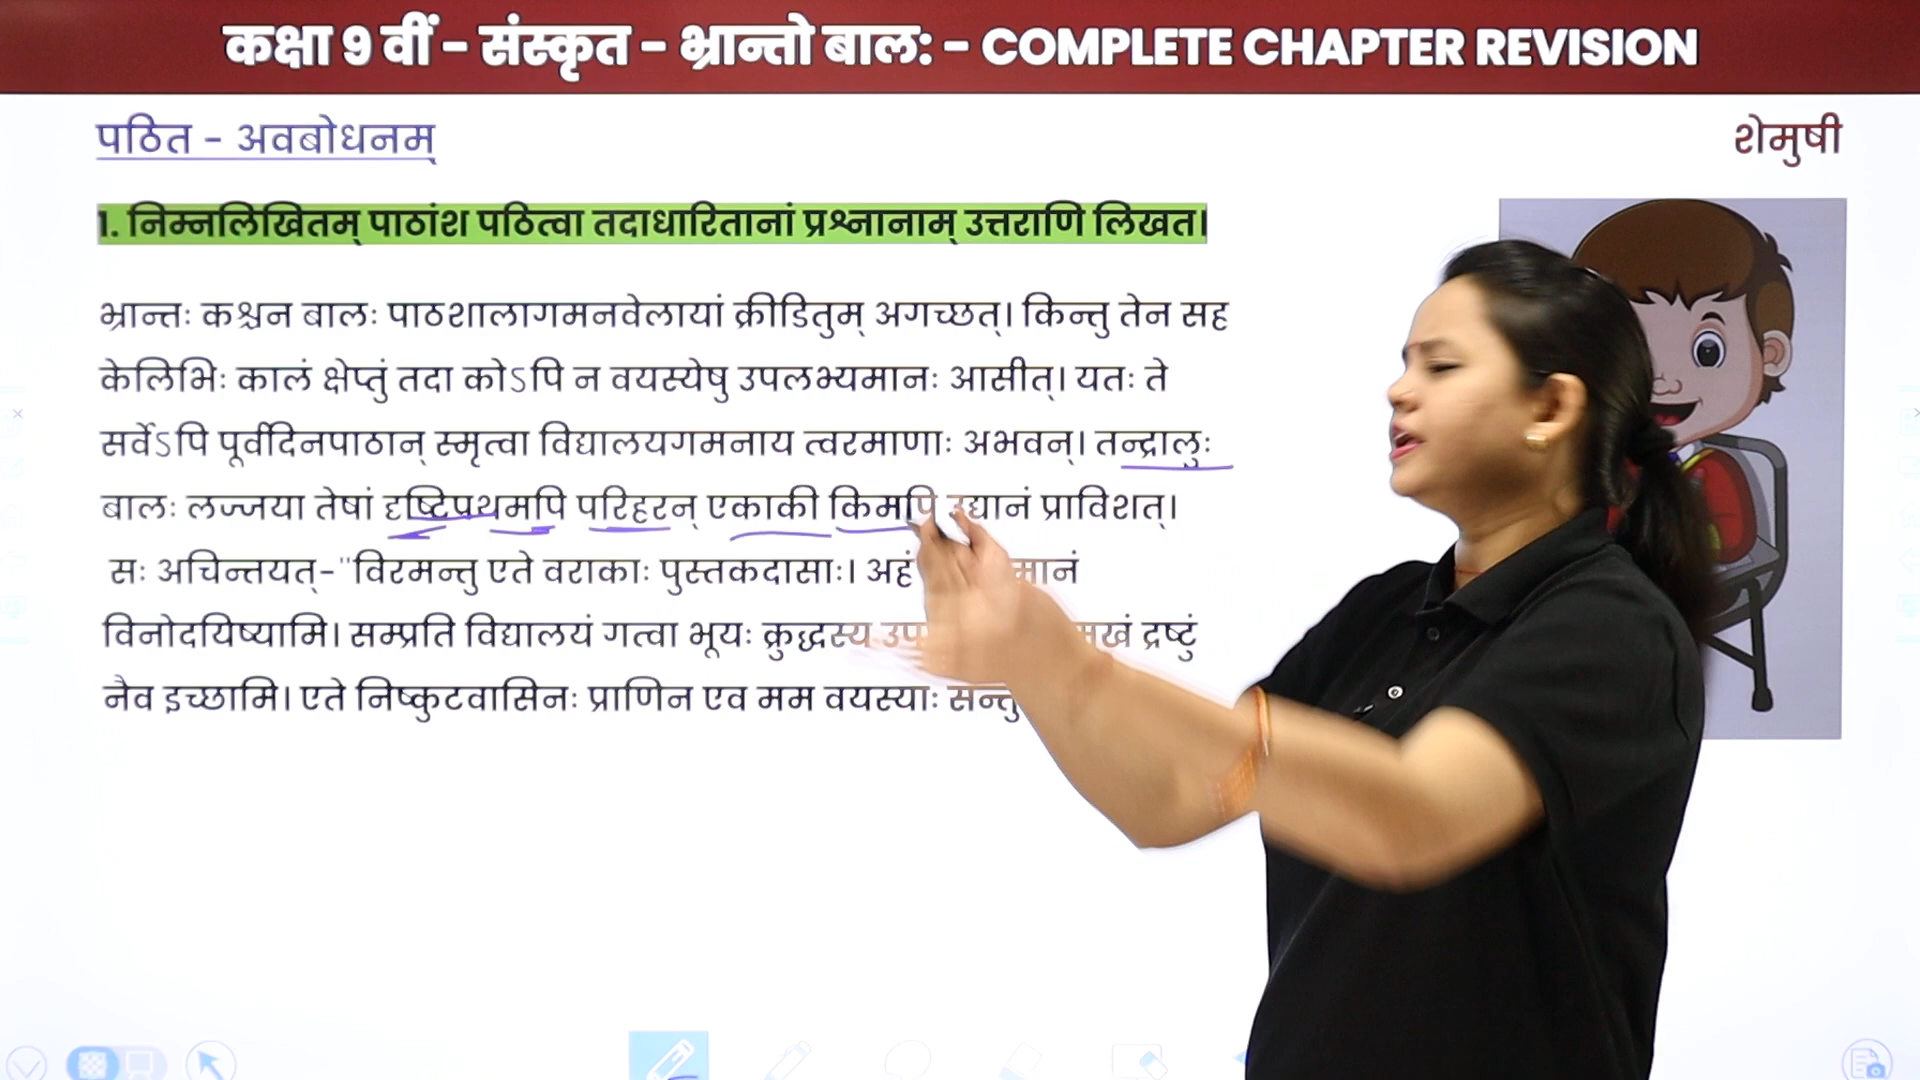 कक्षा 9 वीं - संस्कृत - भ्रान्तो बाल: - COMPLETE CHAPTER REVISION
पठित - अवबोधनम्
शेमुषी
1. निम्नलिखितम् पाठांश पठित्वा तदाधारितानां प्रश्नानाम् उत्तराणि लिखत।
भ्रान्तः कश्चन बालः पाठशालागमनवेलायां क्रीडितुम् अगच्छत्। किन्तु तेन सह
केलिभिः कालं क्षेप्तुं तदा कोऽपि न वयस्येषु उपलभ्यमानः आसीत्। यतः ते
सर्वेऽपि पूर्वदिनपाठान् स्मृत्वा विद्यालयगमनाय त्वरमाणाः अभवन्। तन्द्रालुः
बालः लज्जया तेषां दृष्टिपथमपि परिहरन् एकाकी किमपि उद्यानं प्राविशत्।
सः अचिन्तयत्-"विरमन्तु एते वराकाः पुस्तकदासाः। अहं
विनोदयिष्यामि। सम्प्रति विद्यालयं गत्वा भूयः क्रुद्धस्य द्रष्टुं
नैव इच्छामि। एते निष्कुटवासिनः प्राणिन एव मम वयस्याः सन्तु